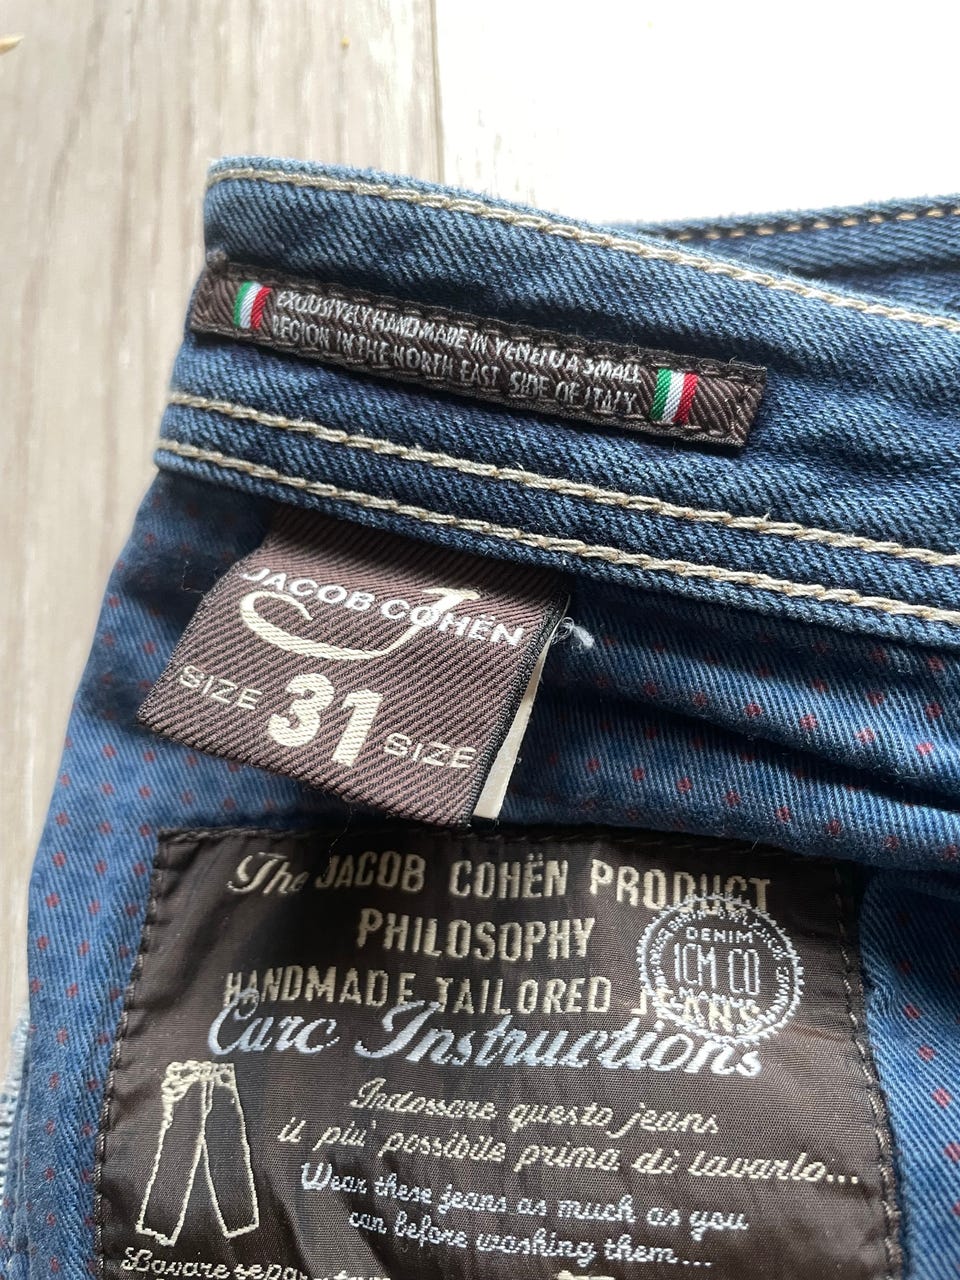 EXCLUSIVELY HANDMADE IN VENETO A SMALL
REGION IN THE NORTH EAST SIDE OF ITALY
JACOB COHËN
J
SIZE 31 SIZE
The JACOB COHËN PRODUCT
PHILOSOPHY
HANDMADE TAILORED JEANS
DENIM
JCM CO
Care Instructions
Indossare questo jeans
il piu' possibile prima di lavarlo...
Wear these jeans as much as you
can before washing them...
Lavare